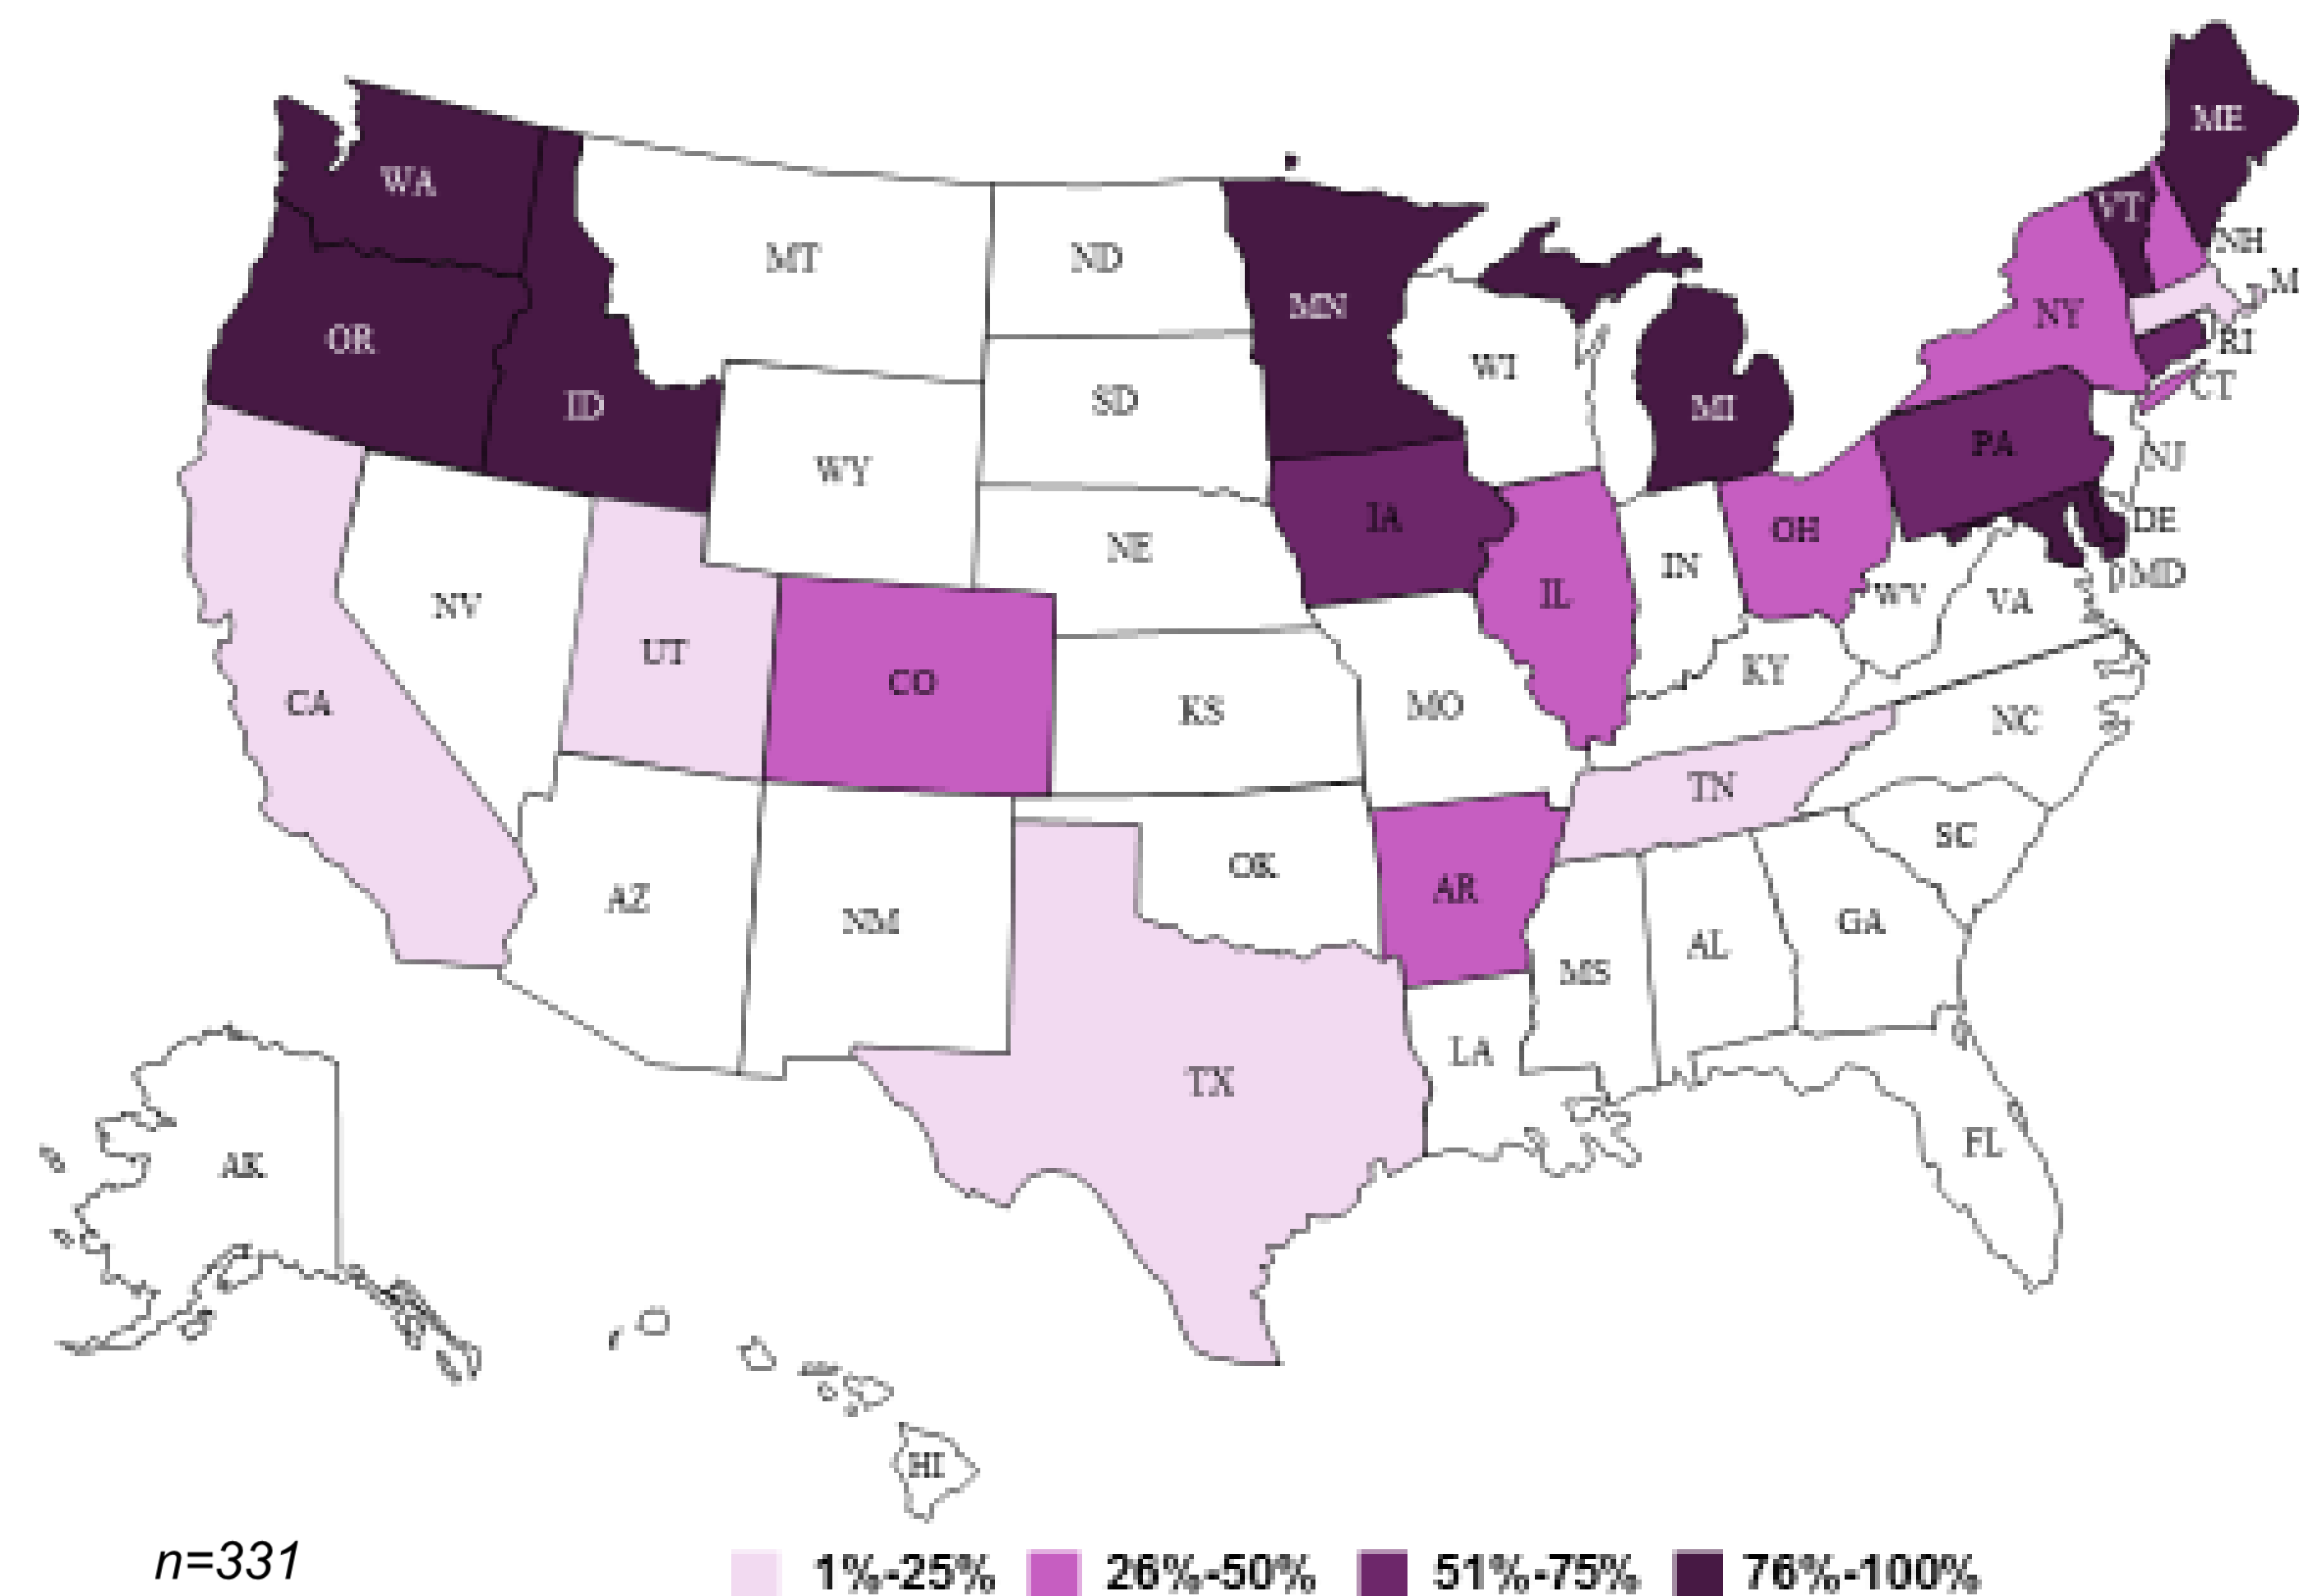 ME
WA
VT
MT
ND
NH
M
MN
NY
OR
WI
RI
ID
SD
CT
MI
PA
WY
NJ
IA
OH
DE
NE
IN
MD
IL
WV
NV
VA
UT
CO
KY
CA
KS
MO
NC
TN
SC
OK
AR
AZ
NM
GA
AL
MS
LA
TX
FL
AK
HI
n=331
1%-25% 26%-50% 51%-75% 76%-100%